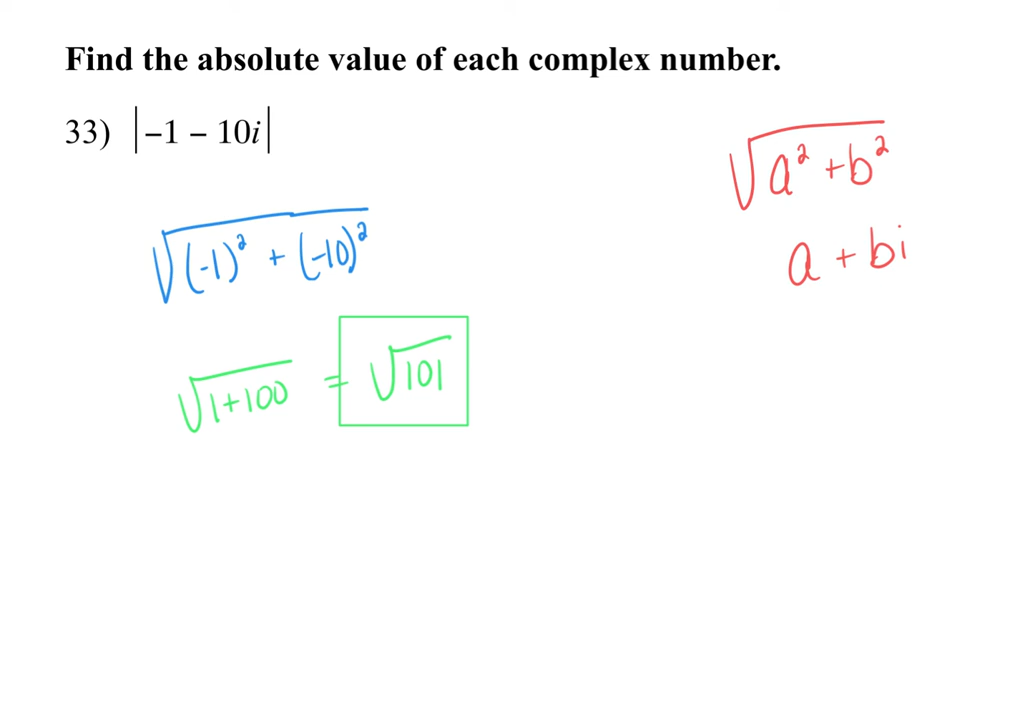 Find the absolute value of each complex number.
33) |−1 − 10i|
√(a² + b²)
a + bi
√((-1)² + (-10)²)
√(1+100) = √101